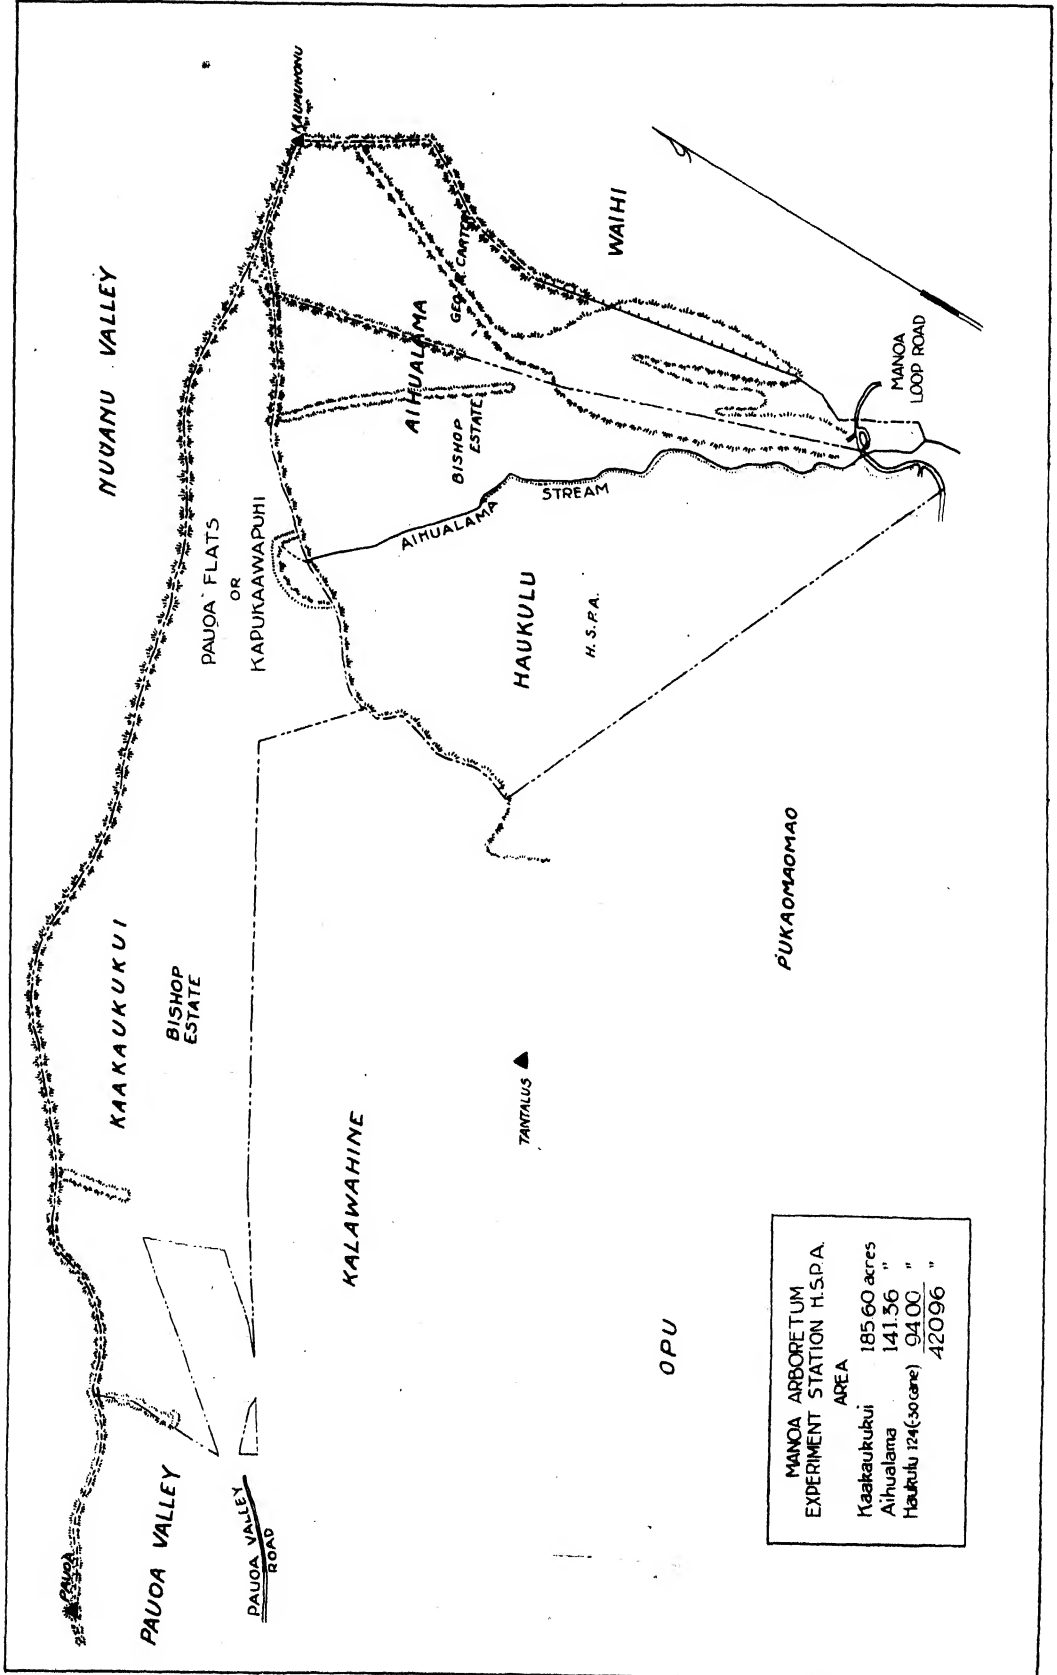 NUUANU VALLEY
KAUMUHONU
PAUOA FLATS
OR
KAPUKAAWAPUHI
AIHUALAMA
BISHOP
ESTATE
WAIHI
MANOA
LOOP ROAD
AIHUALAMA STREAM
HAUKULU
H.S.P.A.
KAAKAUKUKUI
BISHOP
ESTATE
KALAWAHINE
TANTALUS
PUKAOMAOMAO
OPU
PAUOA
PAUOA VALLEY
PAUOA VALLEY
ROAD
MANOA ARBORETUM
EXPERIMENT STATION H.S.P.A.
AREA
Kaakaukukui 185.60 acres
Aihualama 141.36 "
Haukulu 124(-30 cane) 94.00 "
420.96 "